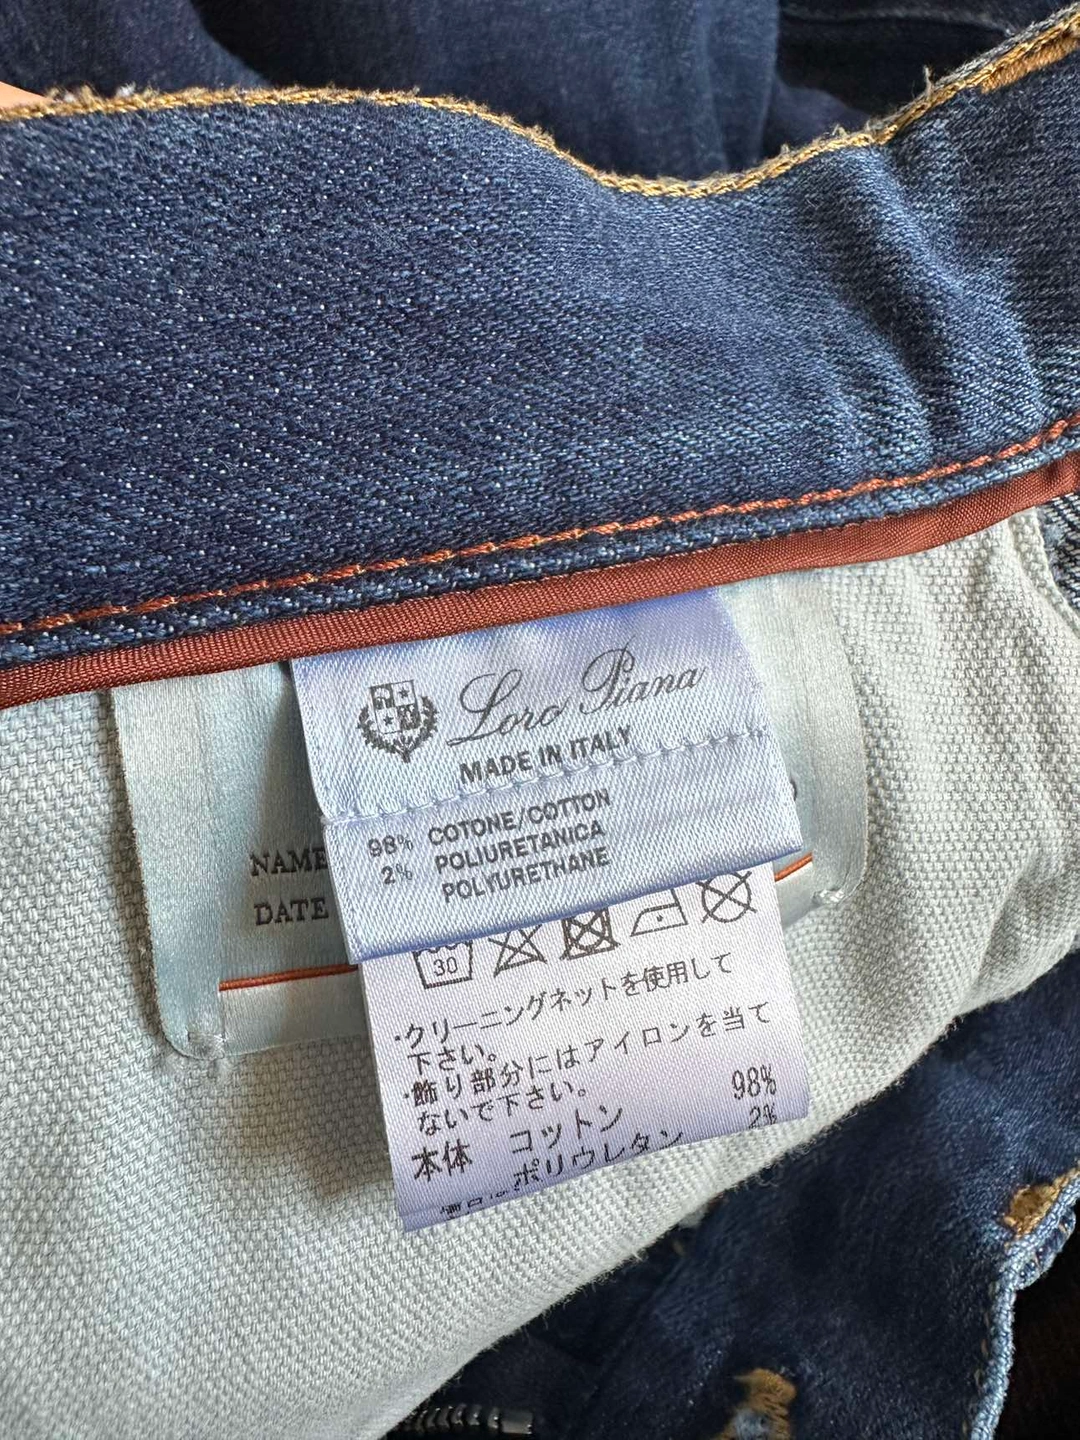 Loro Piana
MADE IN ITALY
98% COTONE/COTTON
2% POLIURETANICA
POLYURETHANE
NAME
DATE
30
・クリーニングネットを使用して
下さい。
・飾り部分にはアイロンを当て
ないで下さい。
本体 コットン 98%
ポリウレタン 2%